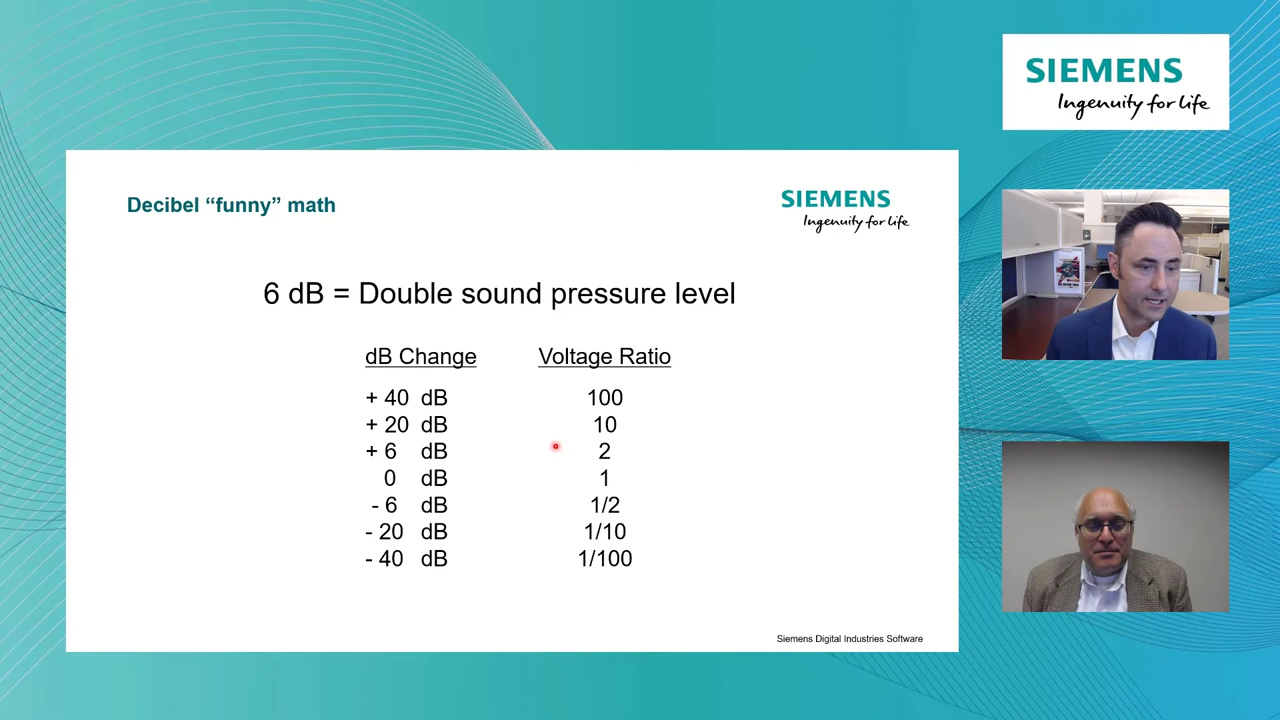 SIEMENS
Ingenuity for life
Decibel “funny” math
SIEMENS
Ingenuity for life
6 dB = Double sound pressure level
dB Change Voltage Ratio
+ 40 dB 100
+ 20 dB 10
+ 6 dB 2
0 dB 1
- 6 dB 1/2
- 20 dB 1/10
- 40 dB 1/100
Siemens Digital Industries Software